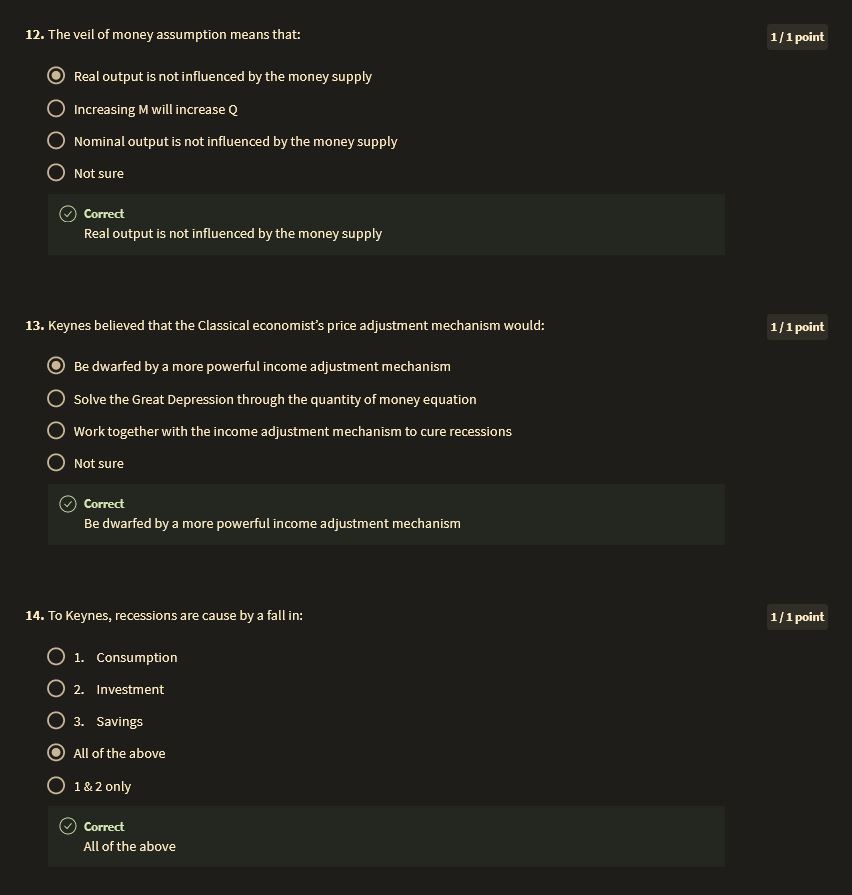 12. The veil of money assumption means that:
1 / 1 point
Real output is not influenced by the money supply
Increasing M will increase Q
Nominal output is not influenced by the money supply
Not sure
Correct
Real output is not influenced by the money supply
13. Keynes believed that the Classical economist's price adjustment mechanism would:
1 / 1 point
Be dwarfed by a more powerful income adjustment mechanism
Solve the Great Depression through the quantity of money equation
Work together with the income adjustment mechanism to cure recessions
Not sure
Correct
Be dwarfed by a more powerful income adjustment mechanism
14. To Keynes, recessions are cause by a fall in:
1 / 1 point
1. Consumption
2. Investment
3. Savings
All of the above
1 & 2 only
Correct
All of the above